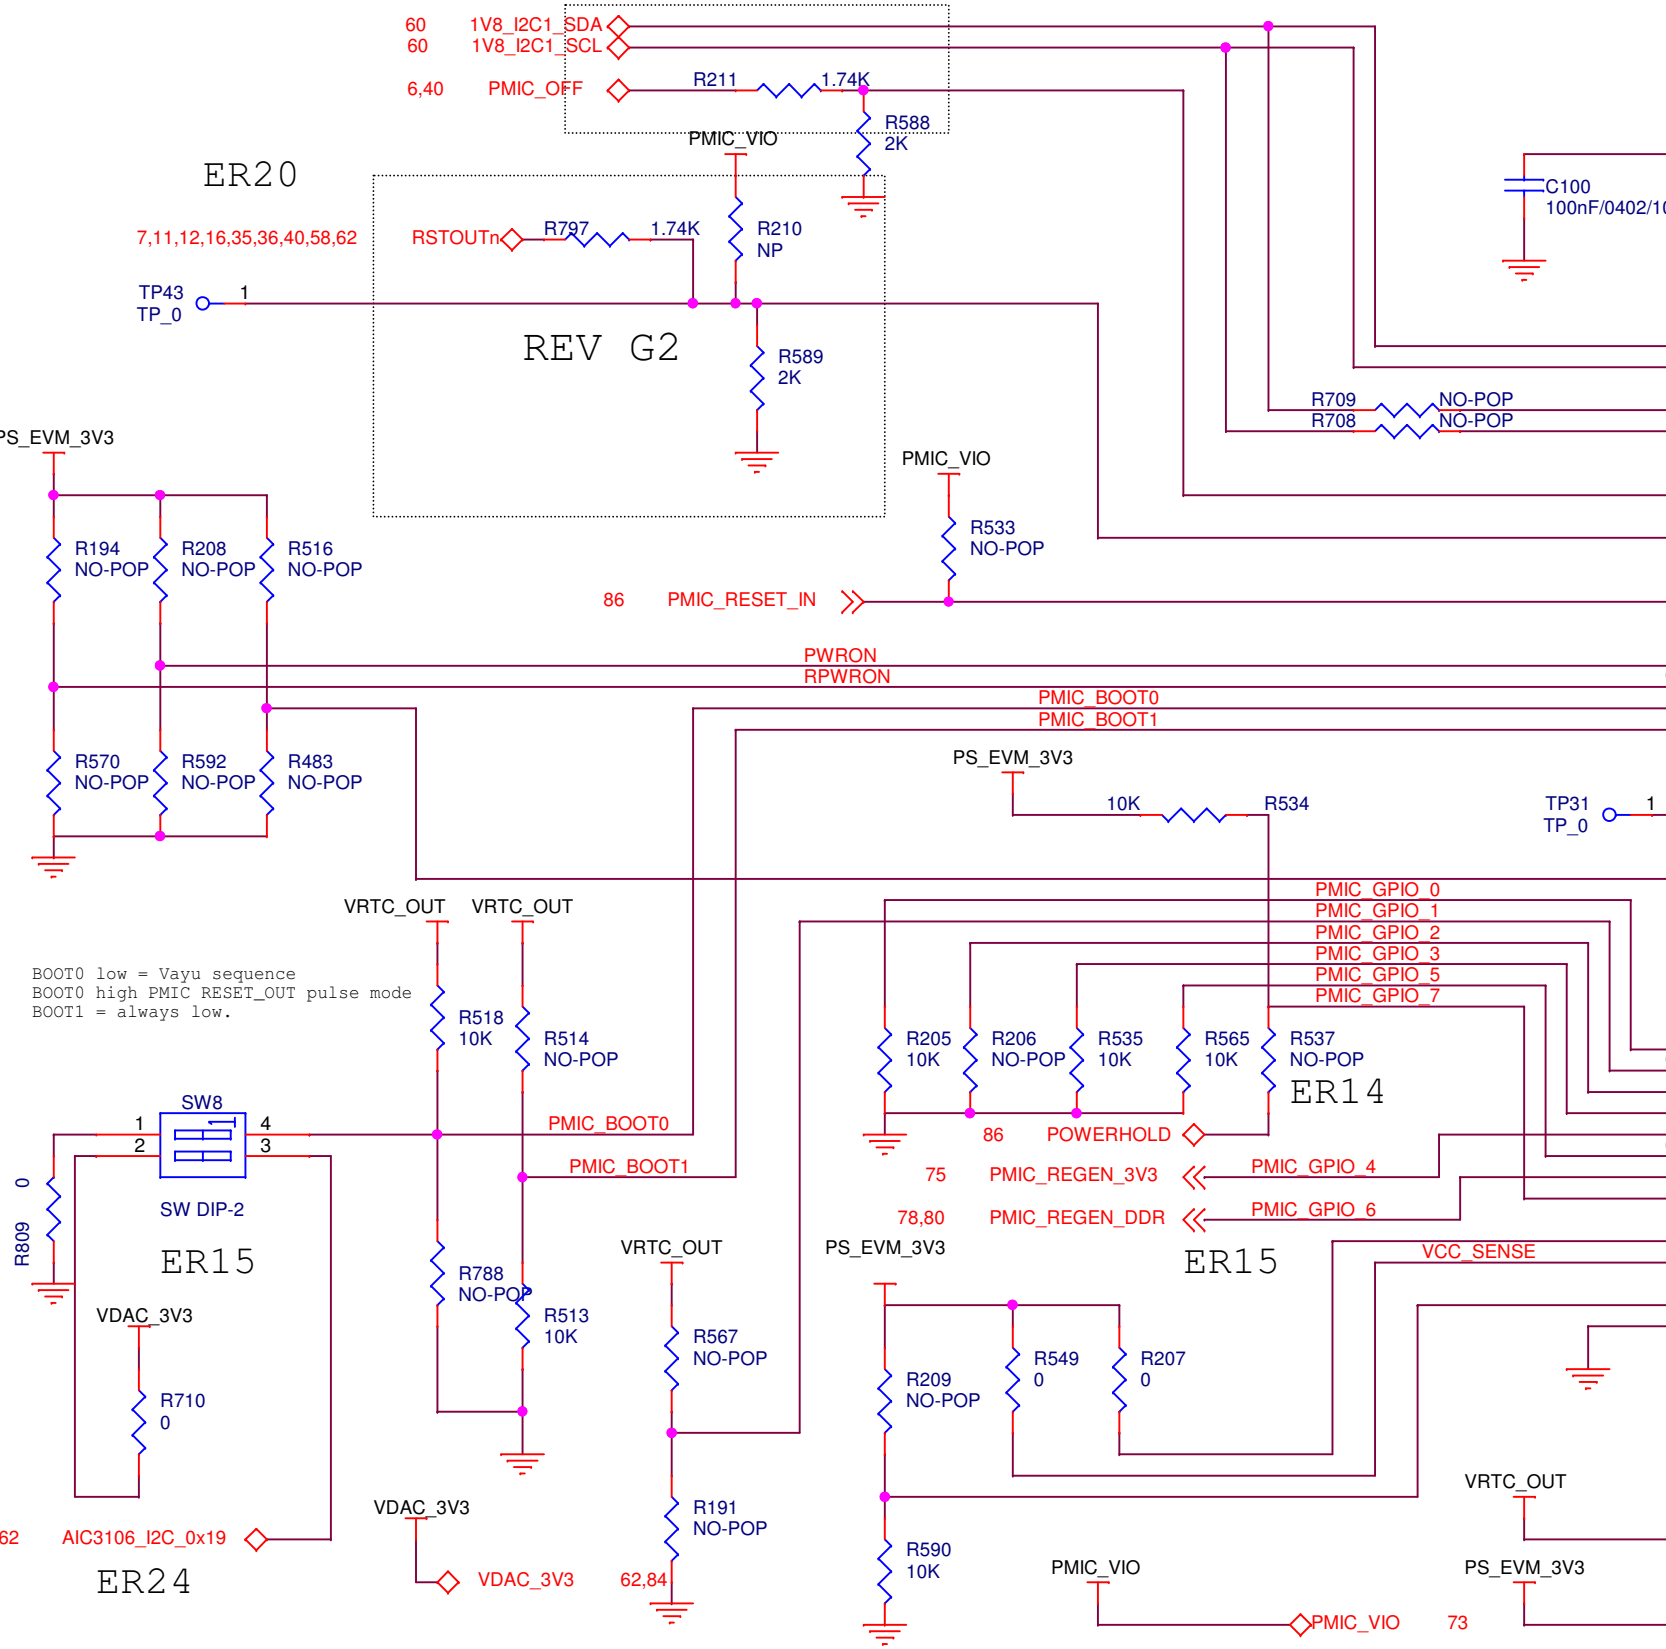 60 1V8_I2C1_SDA
60 1V8_I2C1_SCL
6,40 PMIC_OFF R211 1.74K
R588
2K
PMIC_VIO
ER20
C100
100nF/0402/10
7,11,12,16,35,36,40,58,62 RSTOUTn R797 1.74K
R210
NP
TP43 1
TP_0
REV G2
R589
2K
R709 NO-POP
R708 NO-POP
PS_EVM_3V3
PMIC_VIO
R533
NO-POP
R194 R208 R516
NO-POP NO-POP NO-POP
86 PMIC_RESET_IN
PWRON
RPWRON
PMIC_BOOT0
PMIC_BOOT1
R570 R592 R483
NO-POP NO-POP NO-POP
PS_EVM_3V3
10K R534
TP31 1
TP_0
PMIC_GPIO_0
PMIC_GPIO_1
PMIC_GPIO_2
PMIC_GPIO_3
PMIC_GPIO_5
PMIC_GPIO_7
VRTC_OUT VRTC_OUT
BOOT0 low = Vayu sequence
BOOT0 high PMIC RESET_OUT pulse mode
BOOT1 = always low.
R518
10K
R514
NO-POP
R205 R206 R535 R565 R537
10K NO-POP 10K 10K NO-POP
ER14
SW8
1 4
2 3
SW DIP-2
R809 0
ER15
PMIC_BOOT0
PMIC_BOOT1
86 POWERHOLD
75 PMIC_REGEN_3V3 PMIC_GPIO_4
78,80 PMIC_REGEN_DDR PMIC_GPIO_6
ER15
VCC_SENSE
VRTC_OUT
PS_EVM_3V3
R788
NO-POP
R513
10K
VDAC_3V3
R710
0
R567
NO-POP
R209
NO-POP
R549
0
R207
0
VDAC_3V3
R191
NO-POP
VRTC_OUT
62 AIC3106_I2C_0x19
ER24
VDAC_3V3 62,84
R590
10K
PMIC_VIO
PS_EVM_3V3
PMIC_VIO 73